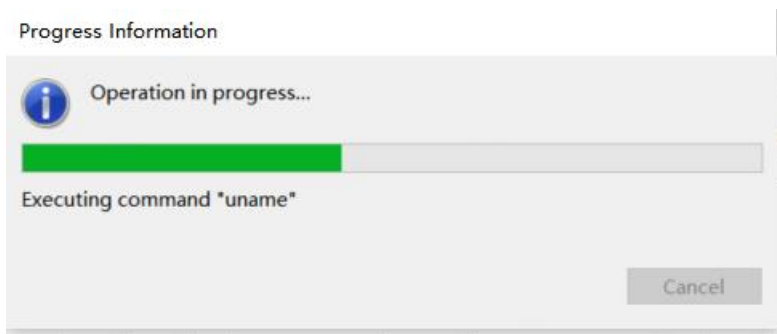 Progress Information
Operation in progress...
Executing command "uname"
Cancel